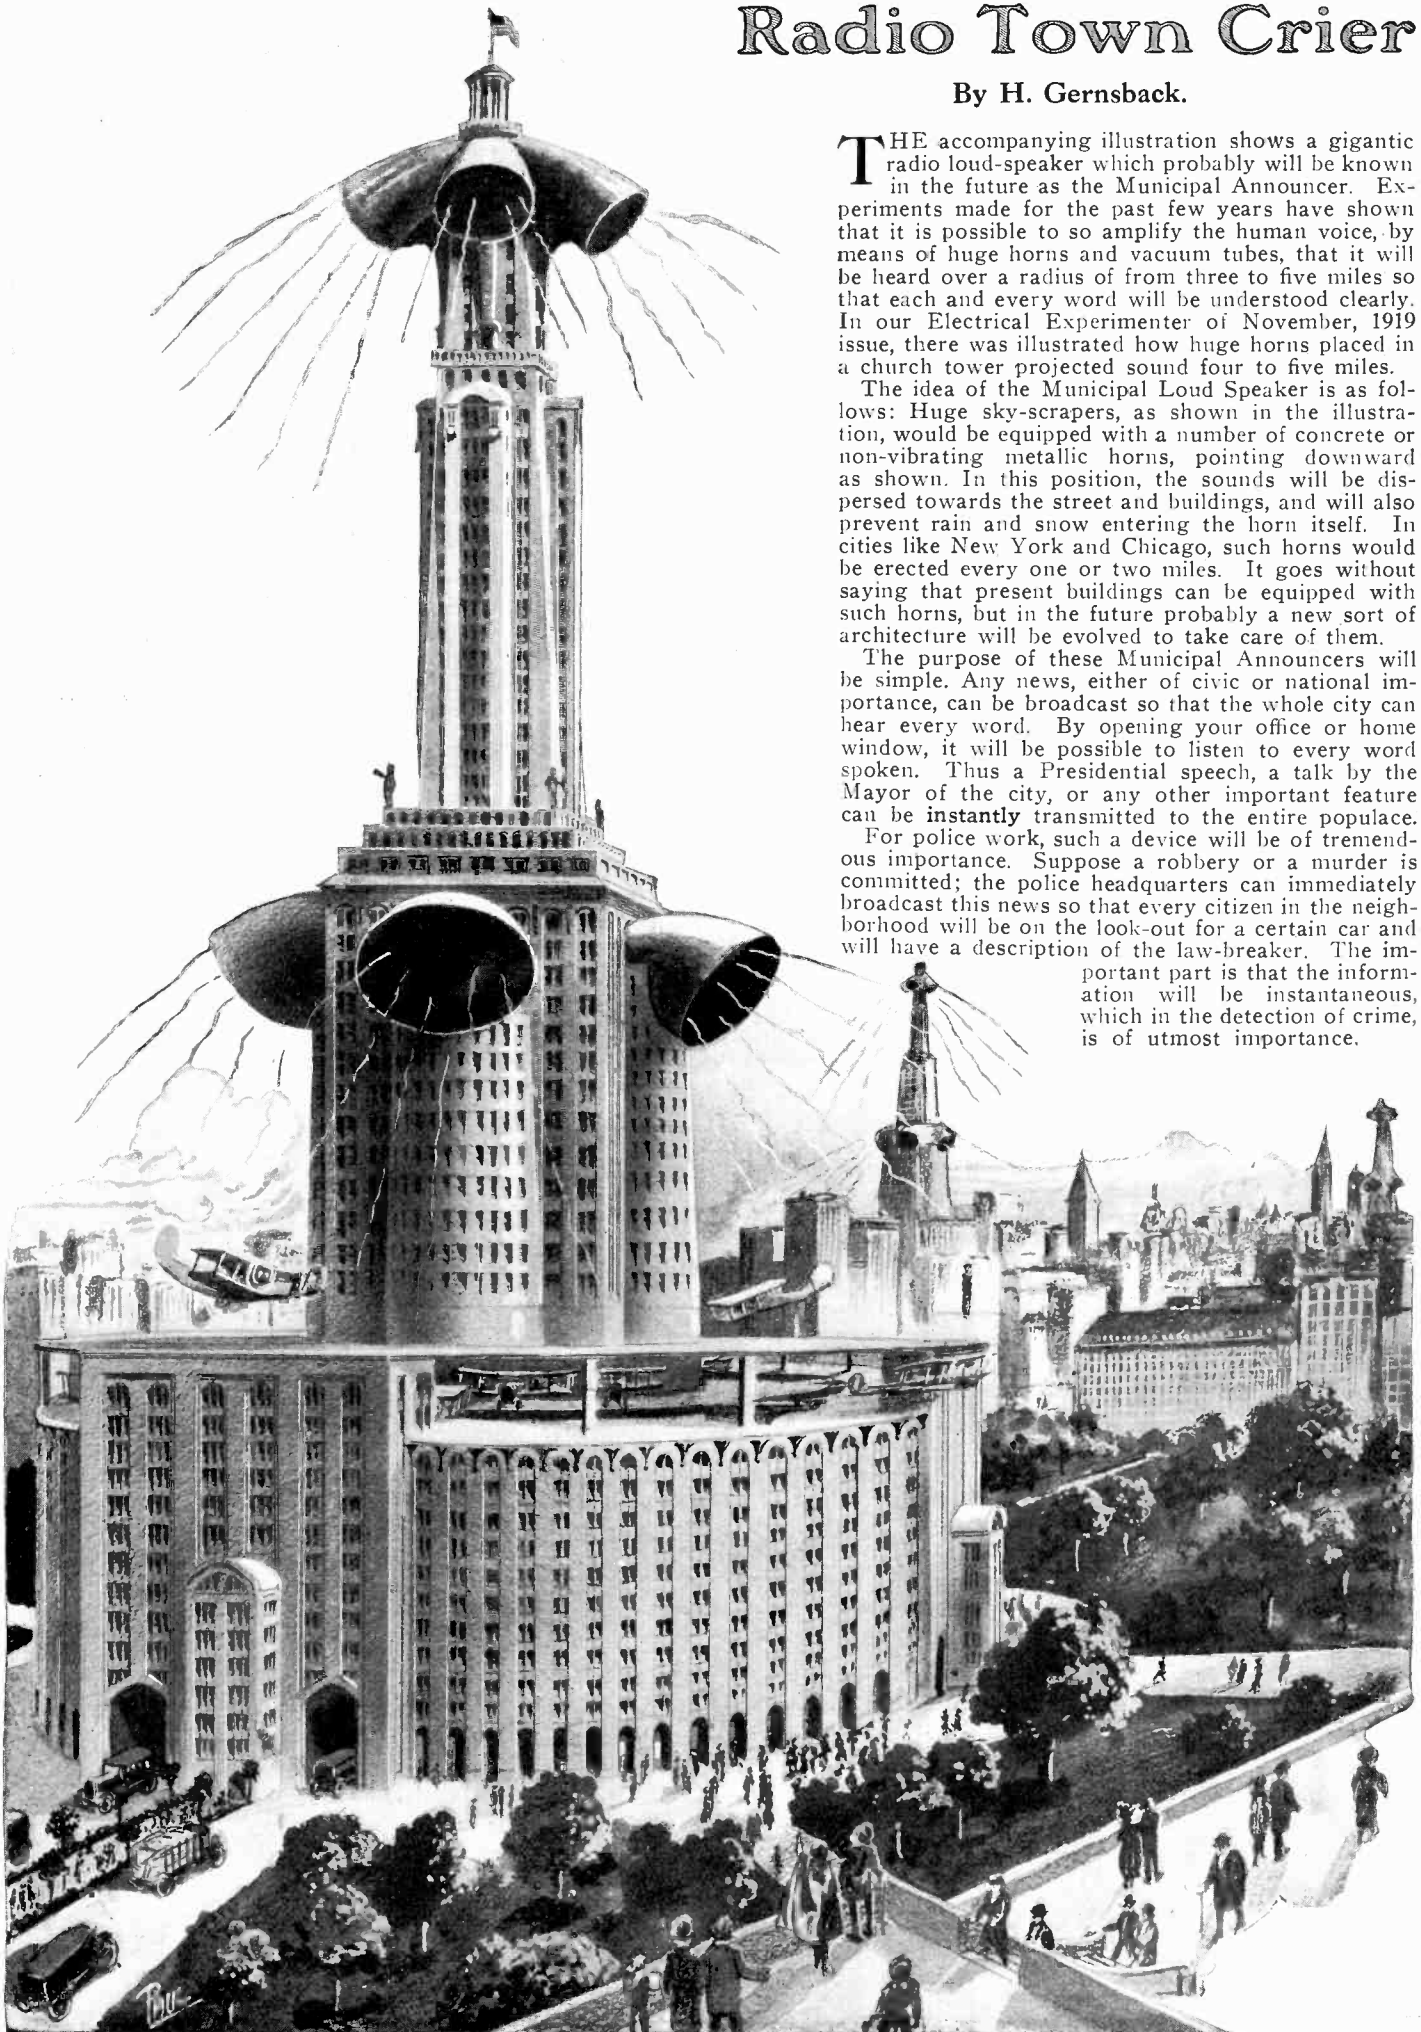 Radio Town Crier
By H. Gernsback.
THE accompanying illustration shows a gigantic
radio loud-speaker which probably will be known
in the future as the Municipal Announcer. Ex-
periments made for the past few years have shown
that it is possible to so amplify the human voice, by
means of huge horns and vacuum tubes, that it will
be heard over a radius of from three to five miles so
that each and every word will be understood clearly.
In our Electrical Experimenter of November, 1919
issue, there was illustrated how huge horns placed in
a church tower projected sound four to five miles.
The idea of the Municipal Loud Speaker is as fol-
lows: Huge sky-scrapers, as shown in the illustra-
tion, would be equipped with a number of concrete or
non-vibrating metallic horns, pointing downward
as shown. In this position, the sounds will be dis-
persed towards the street and buildings, and will also
prevent rain and snow entering the horn itself. In
cities like New York and Chicago, such horns would
be erected every one or two miles. It goes without
saying that present buildings can be equipped with
such horns, but in the future probably a new sort of
architecture will be evolved to take care of them.
The purpose of these Municipal Announcers will
be simple. Any news, either of civic or national im-
portance, can be broadcast so that the whole city can
hear every word. By opening your office or home
window, it will be possible to listen to every word
spoken. Thus a Presidential speech, a talk by the
Mayor of the city, or any other important feature
can be instantly transmitted to the entire populace.
For police work, such a device will be of tremend-
ous importance. Suppose a robbery or a murder is
committed; the police headquarters can immediately
broadcast this news so that every citizen in the neigh-
borhood will be on the look-out for a certain car and
will have a description of the law-breaker. The im-
portant part is that the inform-
ation will be instantaneous,
which in the detection of crime,
is of utmost importance.